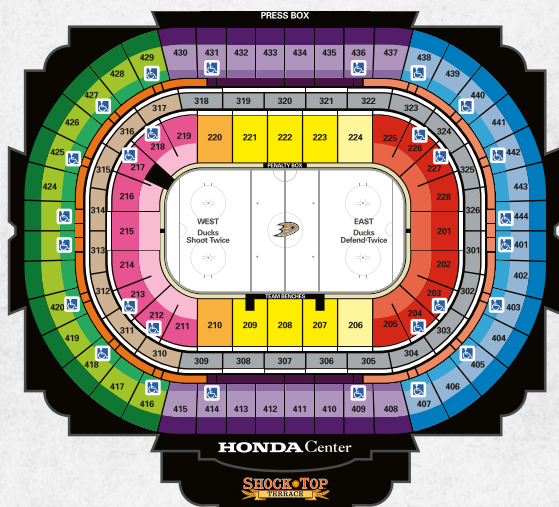 PRESS BOX
430 431 432 433 434 435 436 437
429 438
428 439
427 440
426 441
425 442
424 443
444
401
402
420 403
419 404
418 405
417 406
416 407
415 414 413 412 411 410 409 408
318 319 320 321 322
317 323
316 324
315 325
314 326
313 301
312 302
311 303
310 304
309 308 307 306 305
219 220 221 222 223 224 225
218 226
217 227
216 228
215 201
214 202
213 203
212 204
211 210 209 208 207 206 205
PENALTY BOX
WEST
Ducks
Shoot Twice
EAST
Ducks
Defend Twice
TEAM BENCHES
HONDA Center
SHOCK TOP
TERRACE